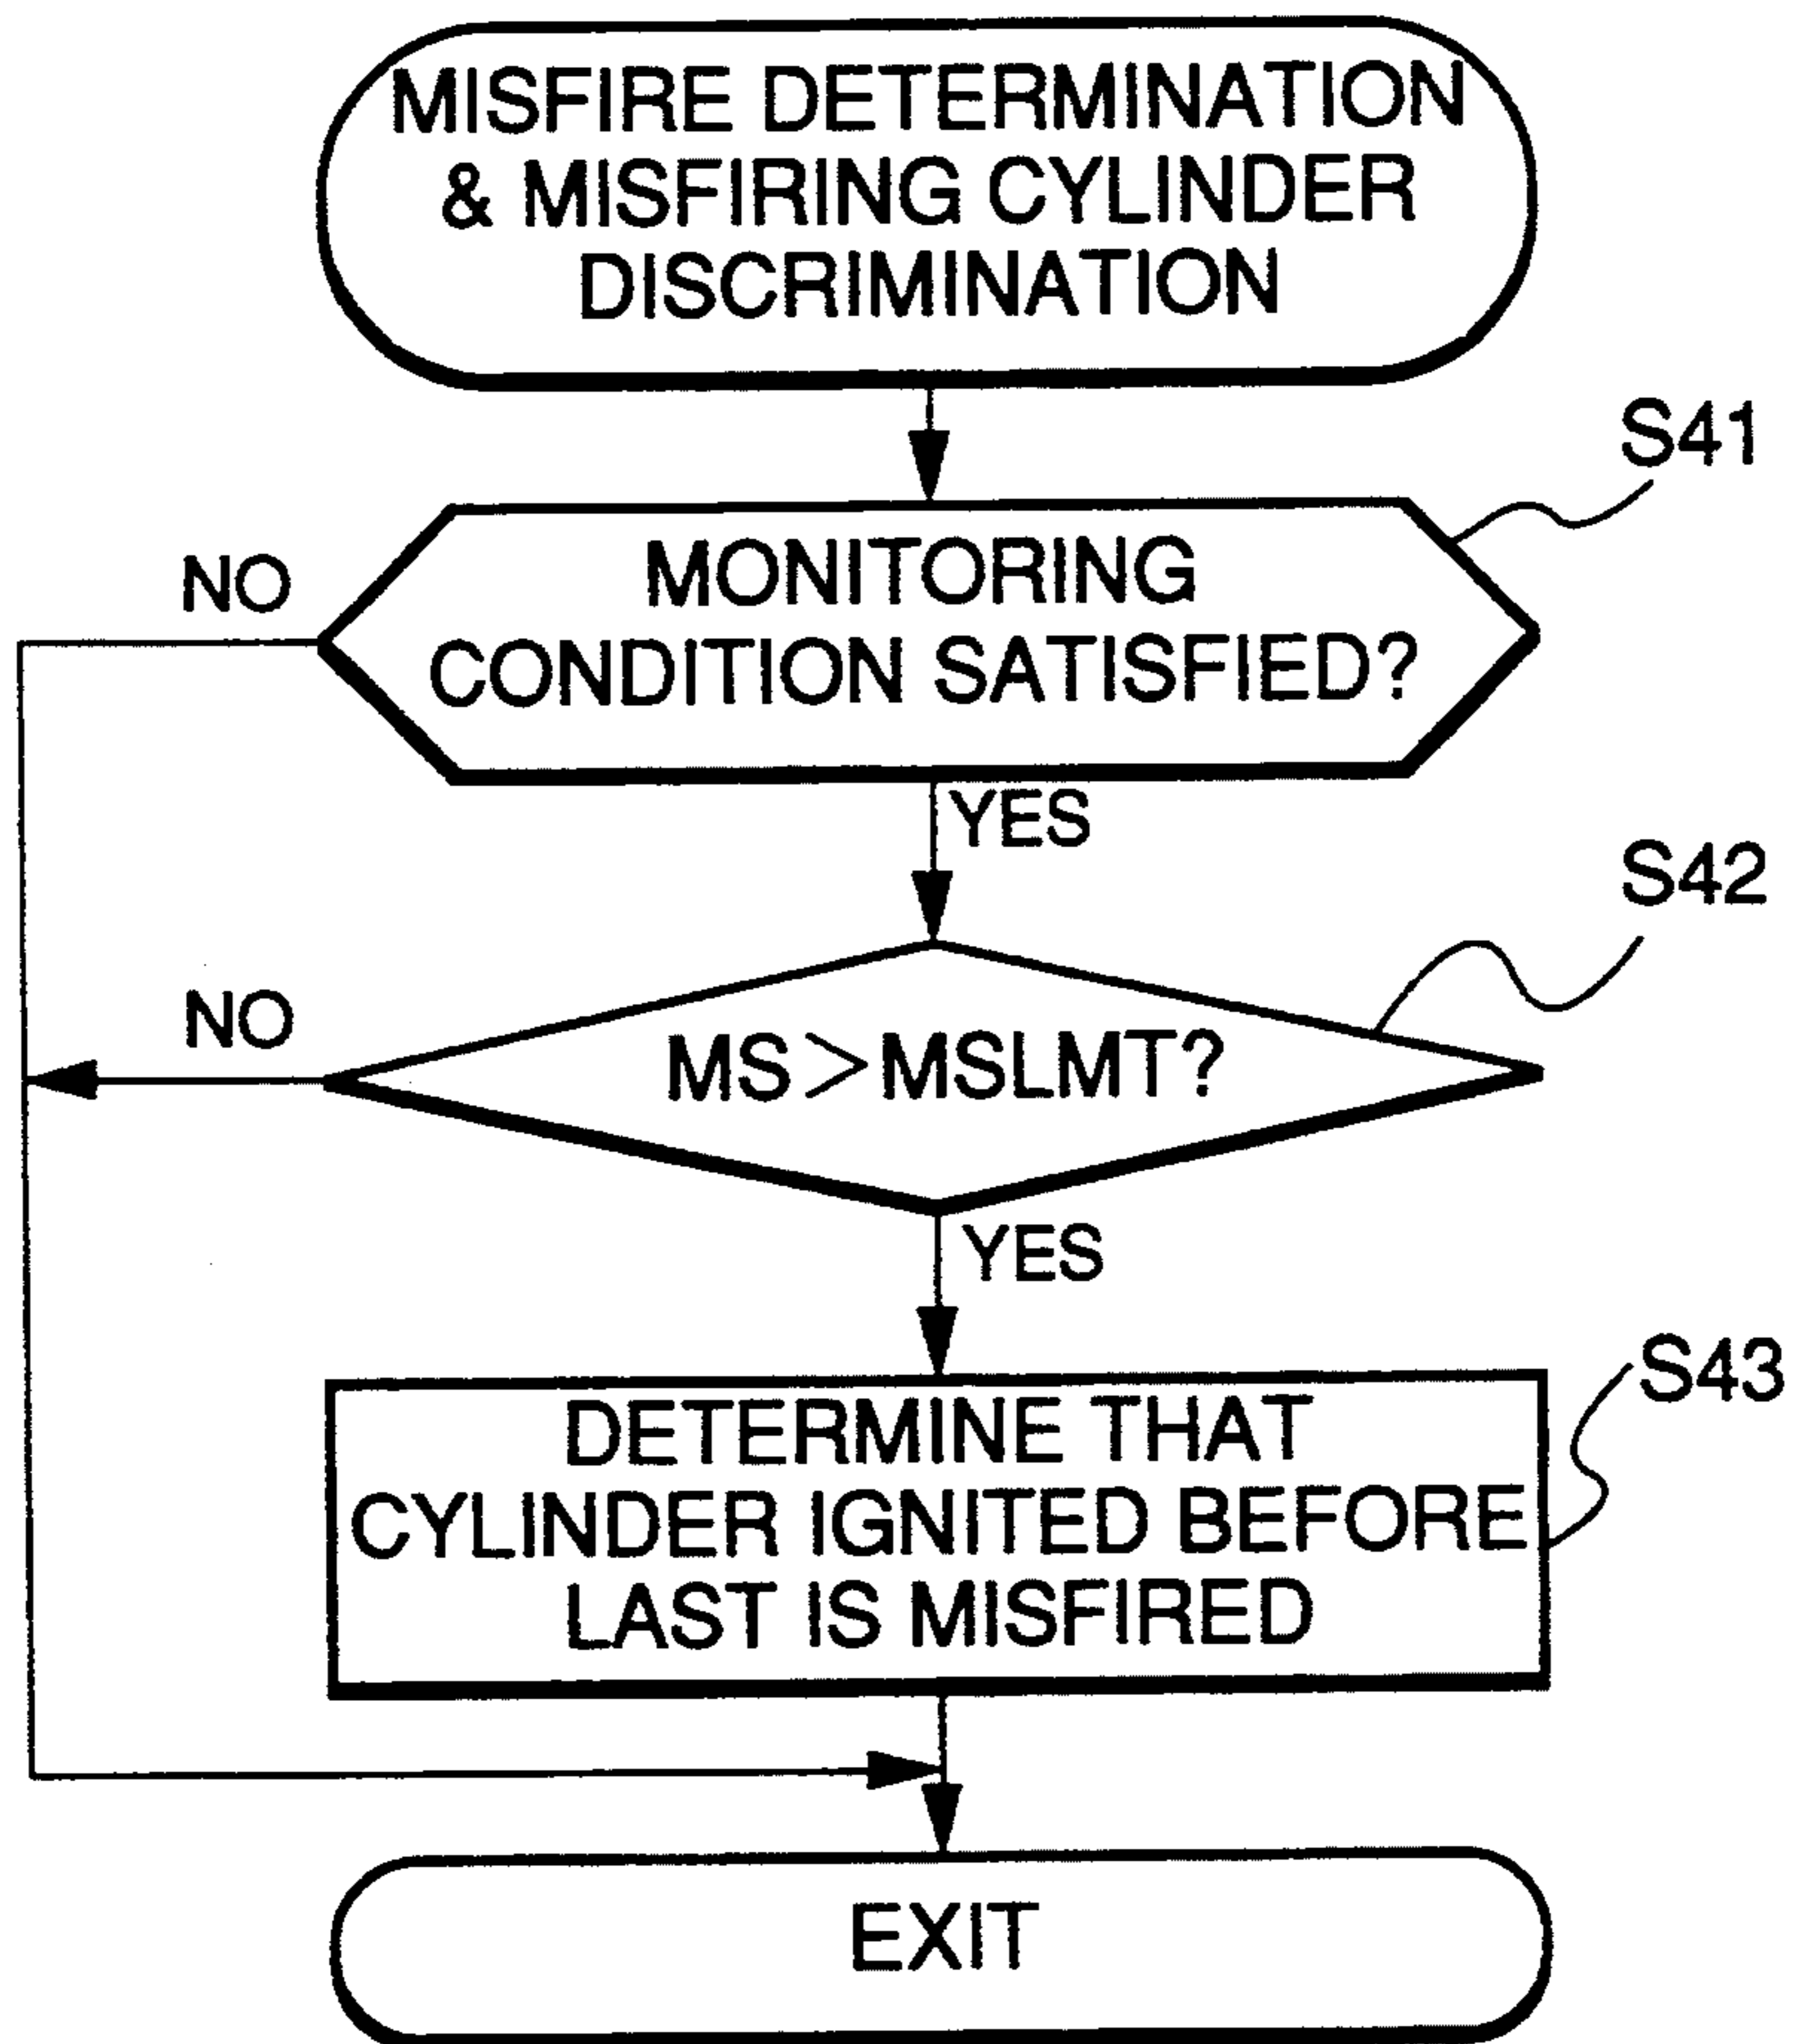 MISFIRE DETERMINATION
& MISFIRING CYLINDER
DISCRIMINATION
S41
NO
MONITORING
CONDITION SATISFIED?
YES
S42
NO
MS>MSLMT?
YES
S43
DETERMINE THAT
CYLINDER IGNITED BEFORE
LAST IS MISFIRED
EXIT